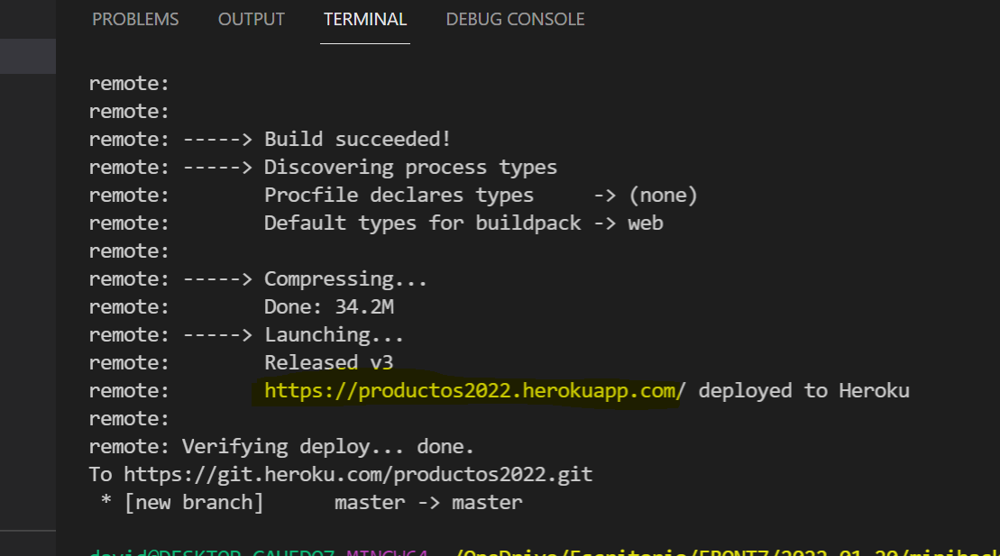 PROBLEMS OUTPUT TERMINAL DEBUG CONSOLE
remote:
remote:
remote: -----> Build succeeded!
remote: -----> Discovering process types
remote:        Procfile declares types     -> (none)
remote:        Default types for buildpack -> web
remote:
remote: -----> Compressing...
remote:        Done: 34.2M
remote: -----> Launching...
remote:        Released v3
remote:        https://productos2022.herokuapp.com/ deployed to Heroku
remote:
remote: Verifying deploy... done.
To https://git.heroku.com/productos2022.git
 * [new branch]      master -> master